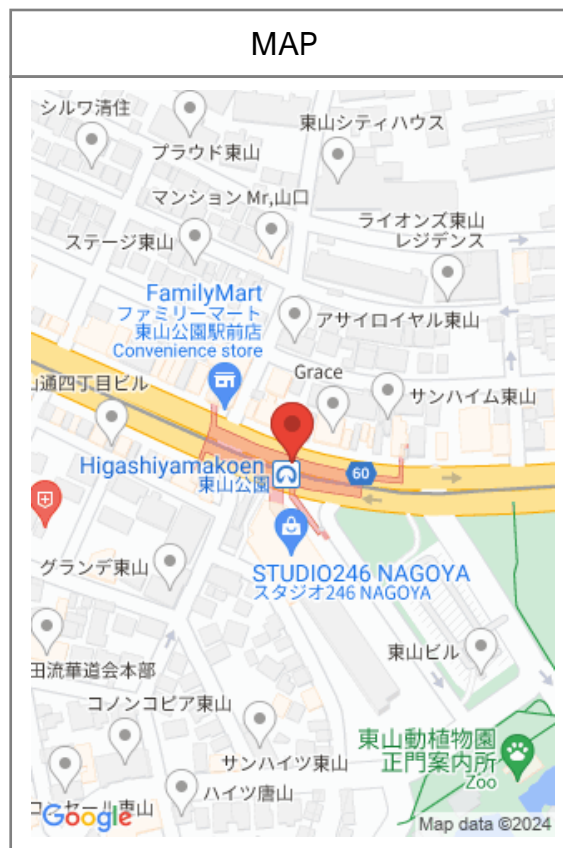 MAP
シルワ清住
プラウド東山
東山シティハウス
マンション Mr,山口
ステージ東山
ライオンズ東山
レジデンス
FamilyMart
ファミリーマート
東山公園駅前店
Convenience store
アサイロイヤル東山
Grace
山通四丁目ビル
サンハイム東山
Higashiyamakoen
東山公園
60
グランデ東山
STUDIO246 NAGOYA
スタジオ246 NAGOYA
田流華道会本部
東山ビル
コノンコピア東山
東山動植物園
正門案内所
Zoo
サンハイツ東山
ハイツ唐山
Google
Map data ©2024